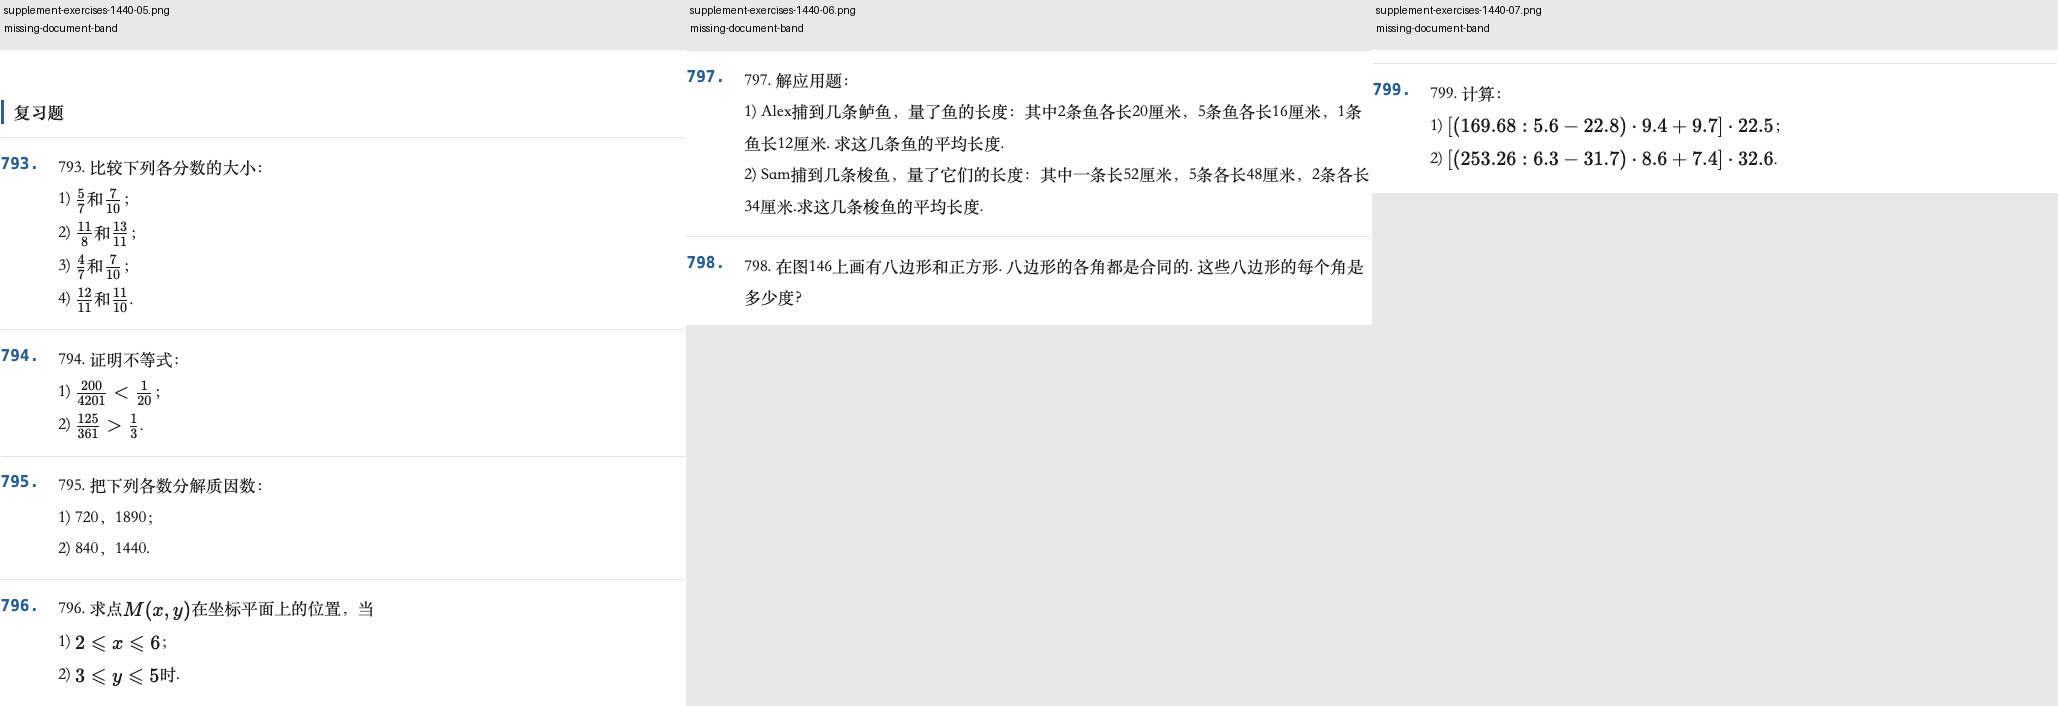 supplement-exercises-1440-05.png
missing-document-band
复习题
793. 793. 比较下列各分数的大小：
1) 5/7和7/10；
2) 11/8和13/11；
3) 4/7和7/10；
4) 12/11和11/10.
794. 794. 证明不等式：
1) 200/4201 < 1/20；
2) 125/361 > 1/3.
795. 795. 把下列各数分解质因数：
1) 720，1890；
2) 840，1440.
796. 796. 求点M(x, y)在坐标平面上的位置，当
1) 2 ⩽ x ⩽ 6；
2) 3 ⩽ y ⩽ 5时.
supplement-exercises-1440-06.png
missing-document-band
797. 797. 解应用题：
1) Alex捕到几条鲈鱼，量了鱼的长度：其中2条鱼各长20厘米，5条鱼各长16厘米，1条
鱼长12厘米. 求这几条鱼的平均长度.
2) Sam捕到几条梭鱼，量了它们的长度：其中一条长52厘米，5条各长48厘米，2条各长
34厘米.求这几条梭鱼的平均长度.
798. 798. 在图146上画有八边形和正方形. 八边形的各角都是合同的. 这些八边形的每个角是
多少度?
supplement-exercises-1440-07.png
missing-document-band
799. 799. 计算：
1) [(169.68 : 5.6 − 22.8) · 9.4 + 9.7] · 22.5；
2) [(253.26 : 6.3 − 31.7) · 8.6 + 7.4] · 32.6.